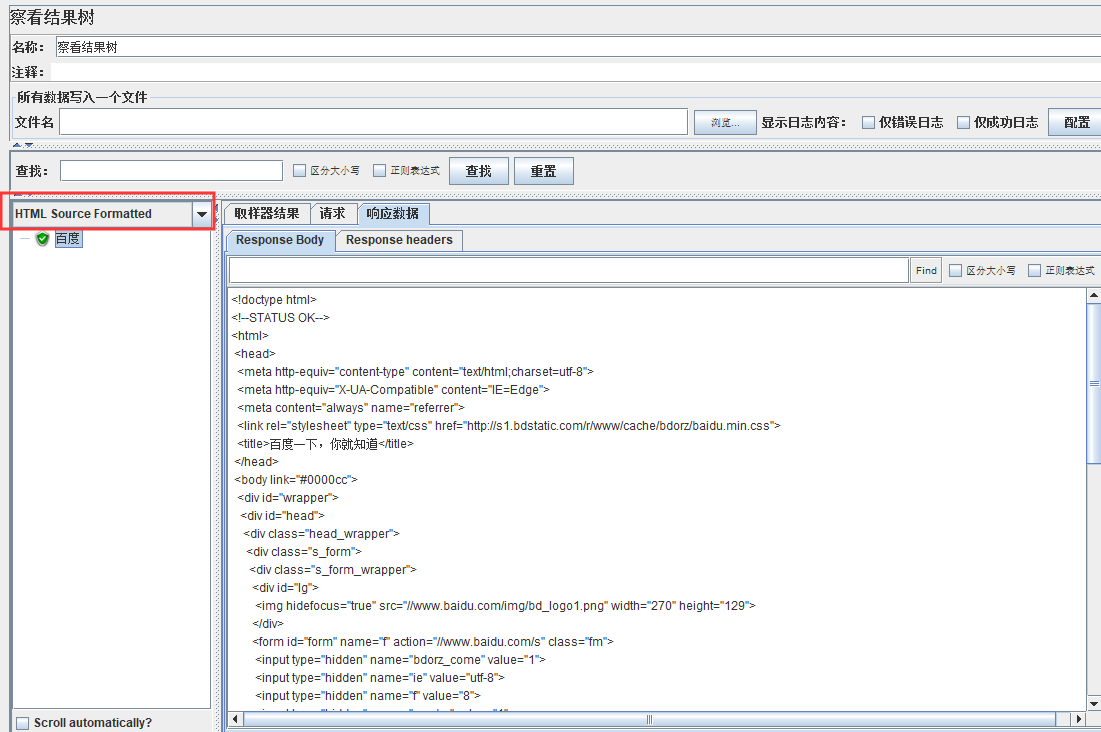 察看结果树
名称： 察看结果树
注释：
所有数据写入一个文件
文件名 浏览... 显示日志内容： 仅错误日志 仅成功日志 配置
查找： 区分大小写 正则表达式 查找 重置
HTML Source Formatted
百度
取样器结果 请求 响应数据
Response Body Response headers
Find 区分大小写 正则表达式
<!doctype html>
<!--STATUS OK-->
<html>
<head>
<meta http-equiv="content-type" content="text/html;charset=utf-8">
<meta http-equiv="X-UA-Compatible" content="IE=Edge">
<meta content="always" name="referrer">
<link rel="stylesheet" type="text/css" href="http://s1.bdstatic.com/r/www/cache/bdorz/baidu.min.css">
<title>百度一下，你就知道</title>
</head>
<body link="#0000cc">
<div id="wrapper">
<div id="head">
<div class="head_wrapper">
<div class="s_form">
<div class="s_form_wrapper">
<div id="lg">
<img hidefocus="true" src="//www.baidu.com/img/bd_logo1.png" width="270" height="129">
</div>
<form id="form" name="f" action="//www.baidu.com/s" class="fm">
<input type="hidden" name="bdorz_come" value="1">
<input type="hidden" name="ie" value="utf-8">
<input type="hidden" name="f" value="8">
Scroll automatically?